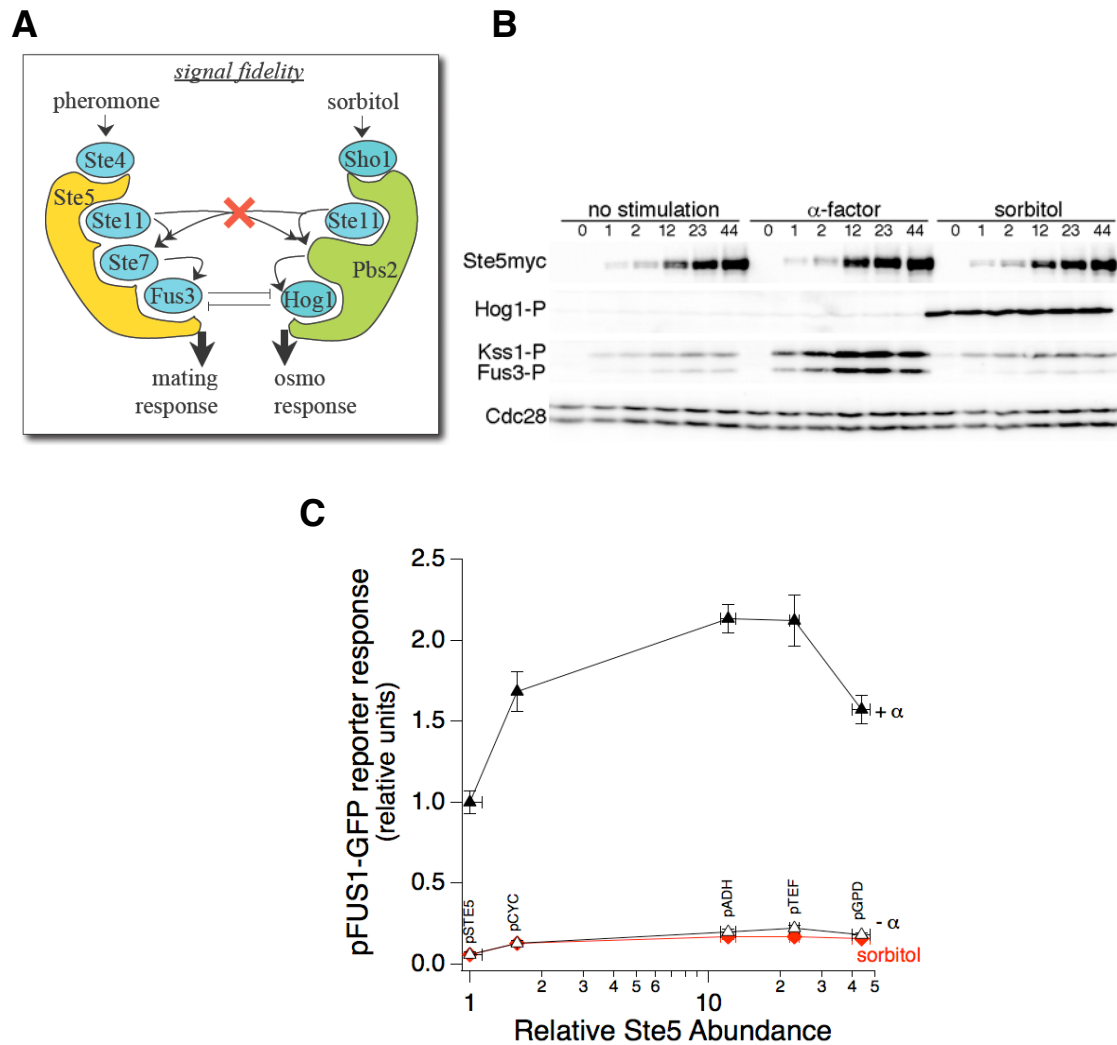 A
signal fidelity
pheromone
sorbitol
Ste4
Sho1
Ste5
Ste11
Ste11
Ste7
Pbs2
Fus3
Hog1
mating
response
osmo
response
B
no stimulation
α-factor
sorbitol
0 1 2 12 23 44 0 1 2 12 23 44 0 1 2 12 23 44
Ste5myc
Hog1-P
Kss1-P
Fus3-P
Cdc28
C
pFUS1-GFP reporter response
(relative units)
2.5
2.0
1.5
1.0
0.5
0.0
+ α
pSTE5
pCYC
pADH
pTEF
pGPD
- α
sorbitol
1 2 3 4 5 6 10 2 3 4 5
Relative Ste5 Abundance